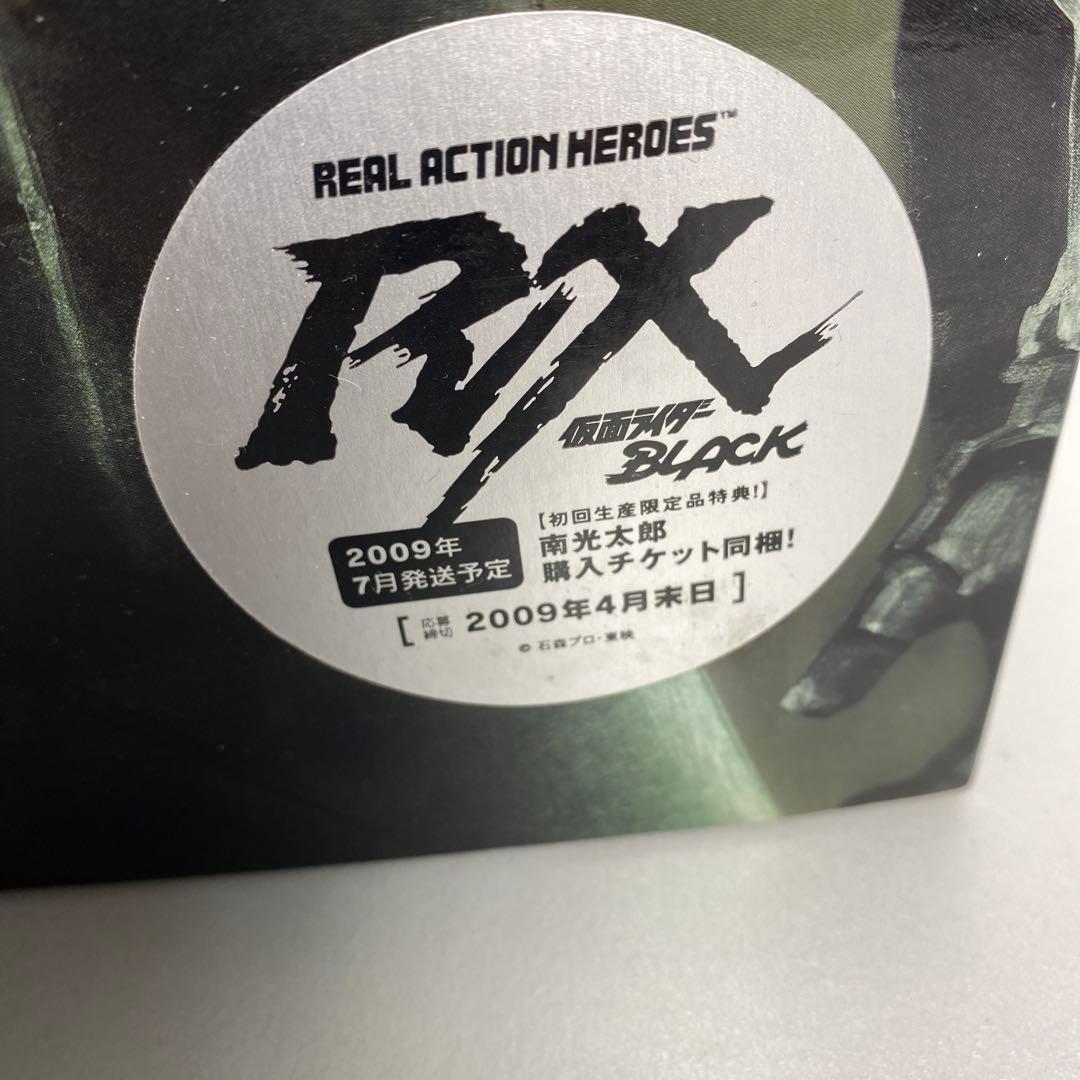 REAL ACTION HEROES™
RX
仮面ライダー
BLACK
【初回生産限定品特典!】
南光太郎
購入チケット同梱!
2009年
7月発送予定
[応募締切 2009年4月末日]
© 石森プロ・東映